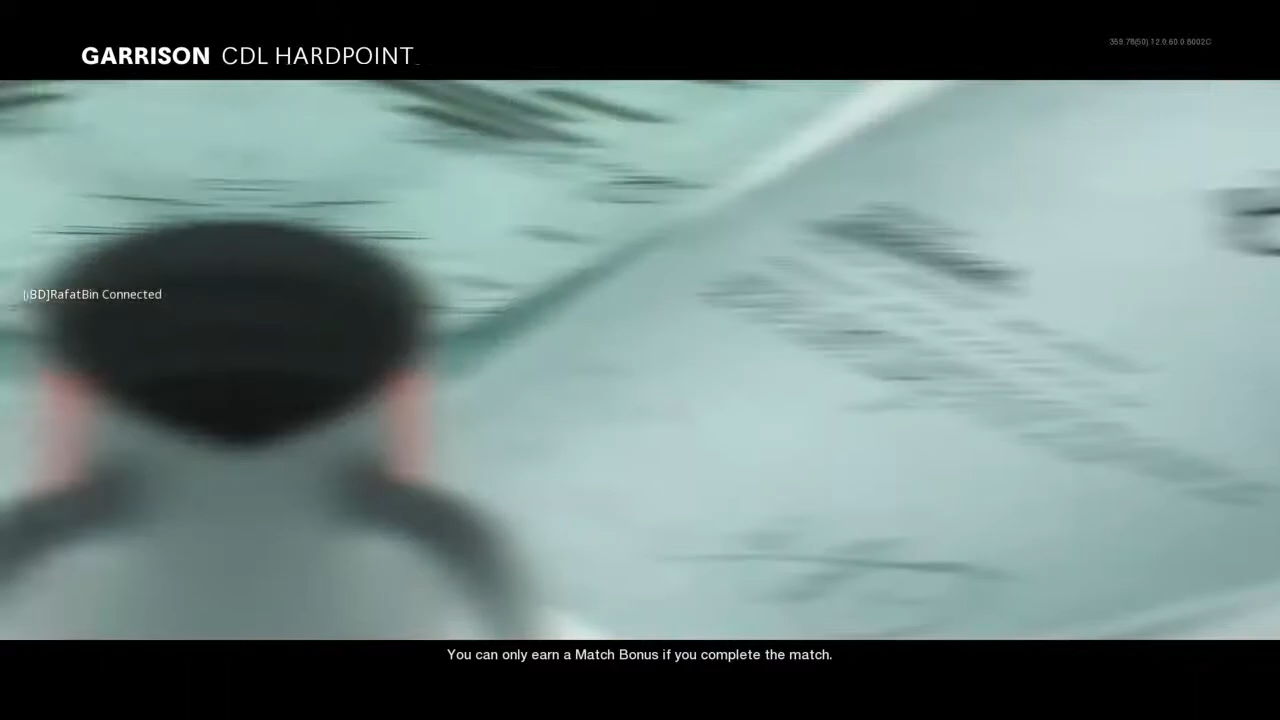 GARRISON CDL HARDPOINT
[BD]RafatBin Connected
You can only earn a Match Bonus if you complete the match.